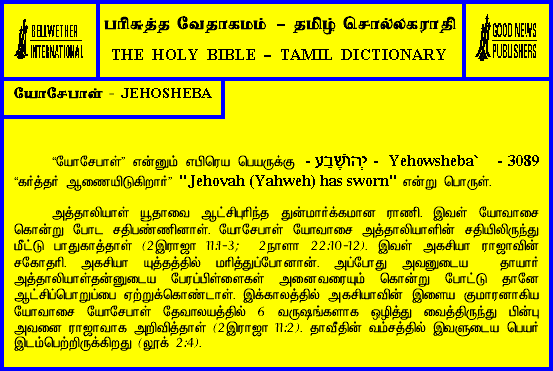 BELLWETHER
INTERNATIONAL
பரிசுத்த வேதாகமம் – தமிழ் சொல்லகராதி
THE HOLY BIBLE – TAMIL DICTIONARY
GOOD NEWS
PUBLISHERS
யோசேபாள் - JEHOSHEBA
“யோசேபாள்” என்னும் எபிரெய பெயருக்கு - יְהוֹשֶׁבַע - Yehowsheba` - 3089
“கர்த்தர் ஆணையிடுகிறார்” "Jehovah (Yahweh) has sworn" என்று பொருள்.
அத்தாலியாள் யூதாவை ஆட்சிபுரிந்த துன்மார்க்கமான ராணி. இவள் யோவாசை
கொன்று போட சதிபண்ணினாள். யோசேபாள் யோவாசை அத்தாலியாளின் சதியிலிருந்து
மீட்டு பாதுகாத்தாள் (2இராஜா 11:1-3; 2நாளா 22:10-12). இவள் அகசியா ராஜாவின்
சகோதரி. அகசியா யுத்தத்தில் மரித்துப்போனான். அப்போது அவனுடைய தாயார்
அத்தாலியாள்தன்னுடைய பேரப்பிள்ளைகள் அனைவரையும் கொன்று போட்டு தானே
ஆட்சிப்பொறுப்பை ஏற்றுக்கொண்டாள். இக்காலத்தில் அகசியாவின் இளைய குமாரனாகிய
யோவாசை யோசேபாள் தேவாலயத்தில் 6 வருஷங்களாக ஒழித்து வைத்திருந்து பின்பு
அவனை ராஜாவாக அறிவித்தாள் (2இராஜா 11:2). தாவீதின் வம்சத்தில் இவளுடைய பெயர்
இடம்பெற்றிருக்கிறது (லூக் 2:4).